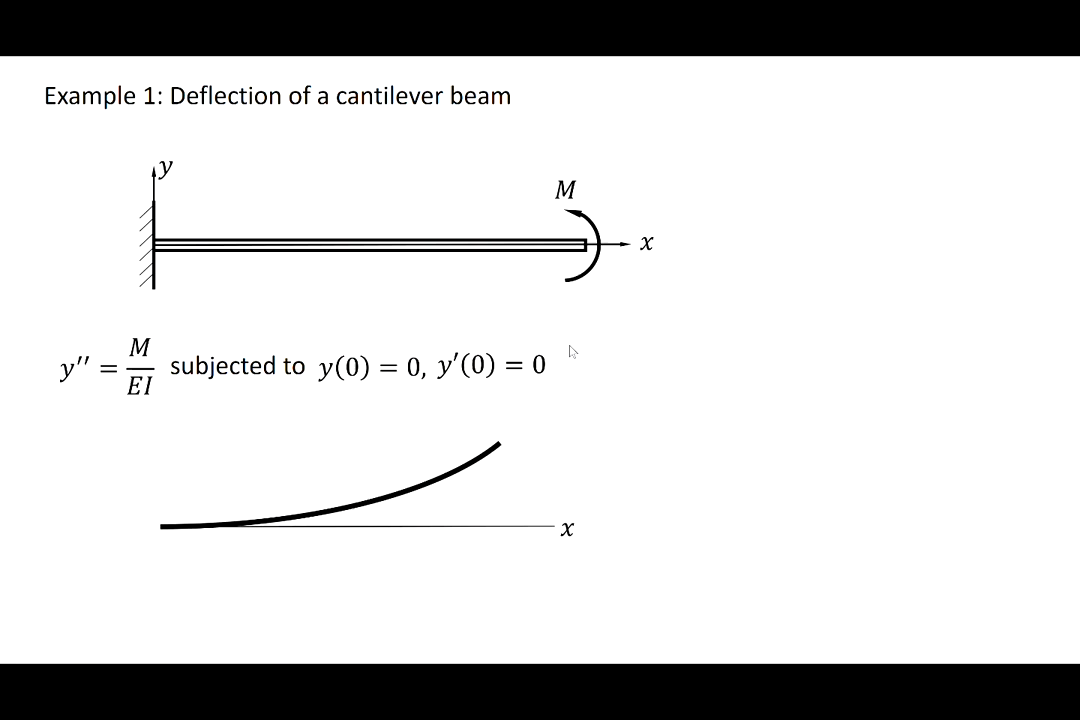 Example 1: Deflection of a cantilever beam
y
M
x
y'' = M/EI subjected to y(0) = 0, y'(0) = 0
x